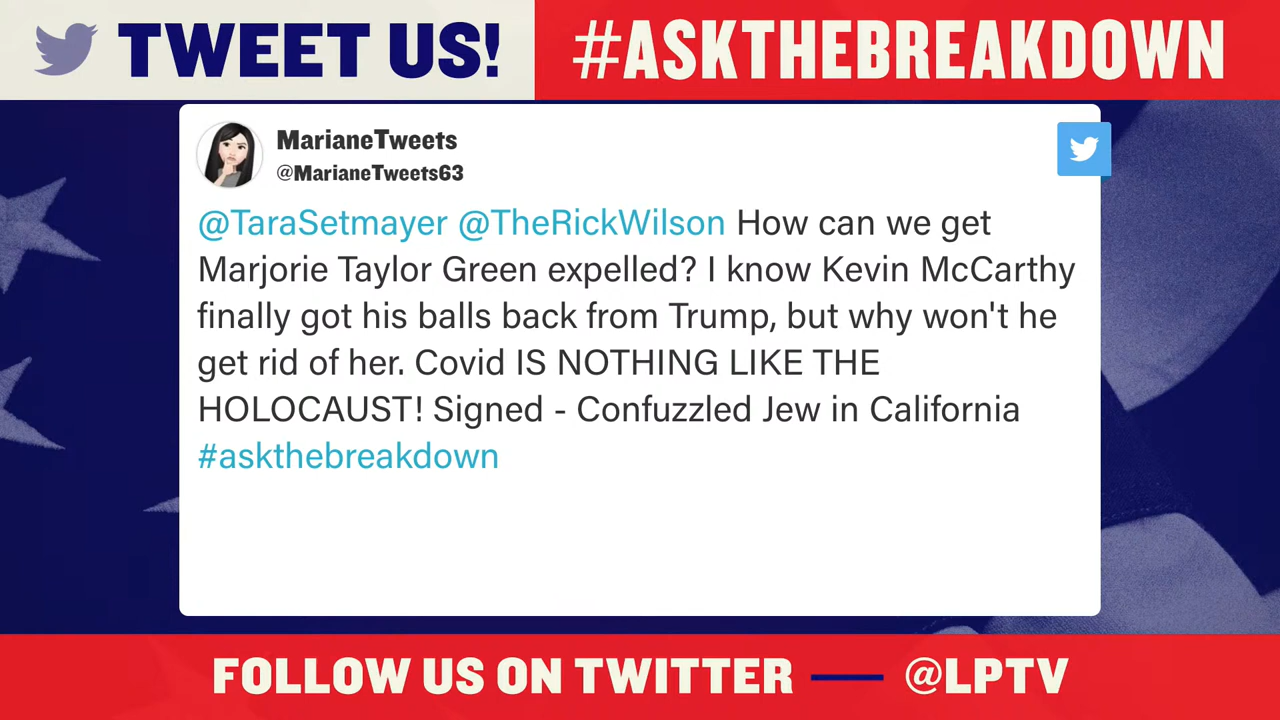 TWEET US!
#ASKTHEBREAKDOWN
MarianeTweets
@MarianeTweets63
@TaraSetmayer @TheRickWilson How can we get
Marjorie Taylor Green expelled? I know Kevin McCarthy
finally got his balls back from Trump, but why won't he
get rid of her. Covid IS NOTHING LIKE THE
HOLOCAUST! Signed - Confuzzled Jew in California
#askthebreakdown
FOLLOW US ON TWITTER — @LPTV